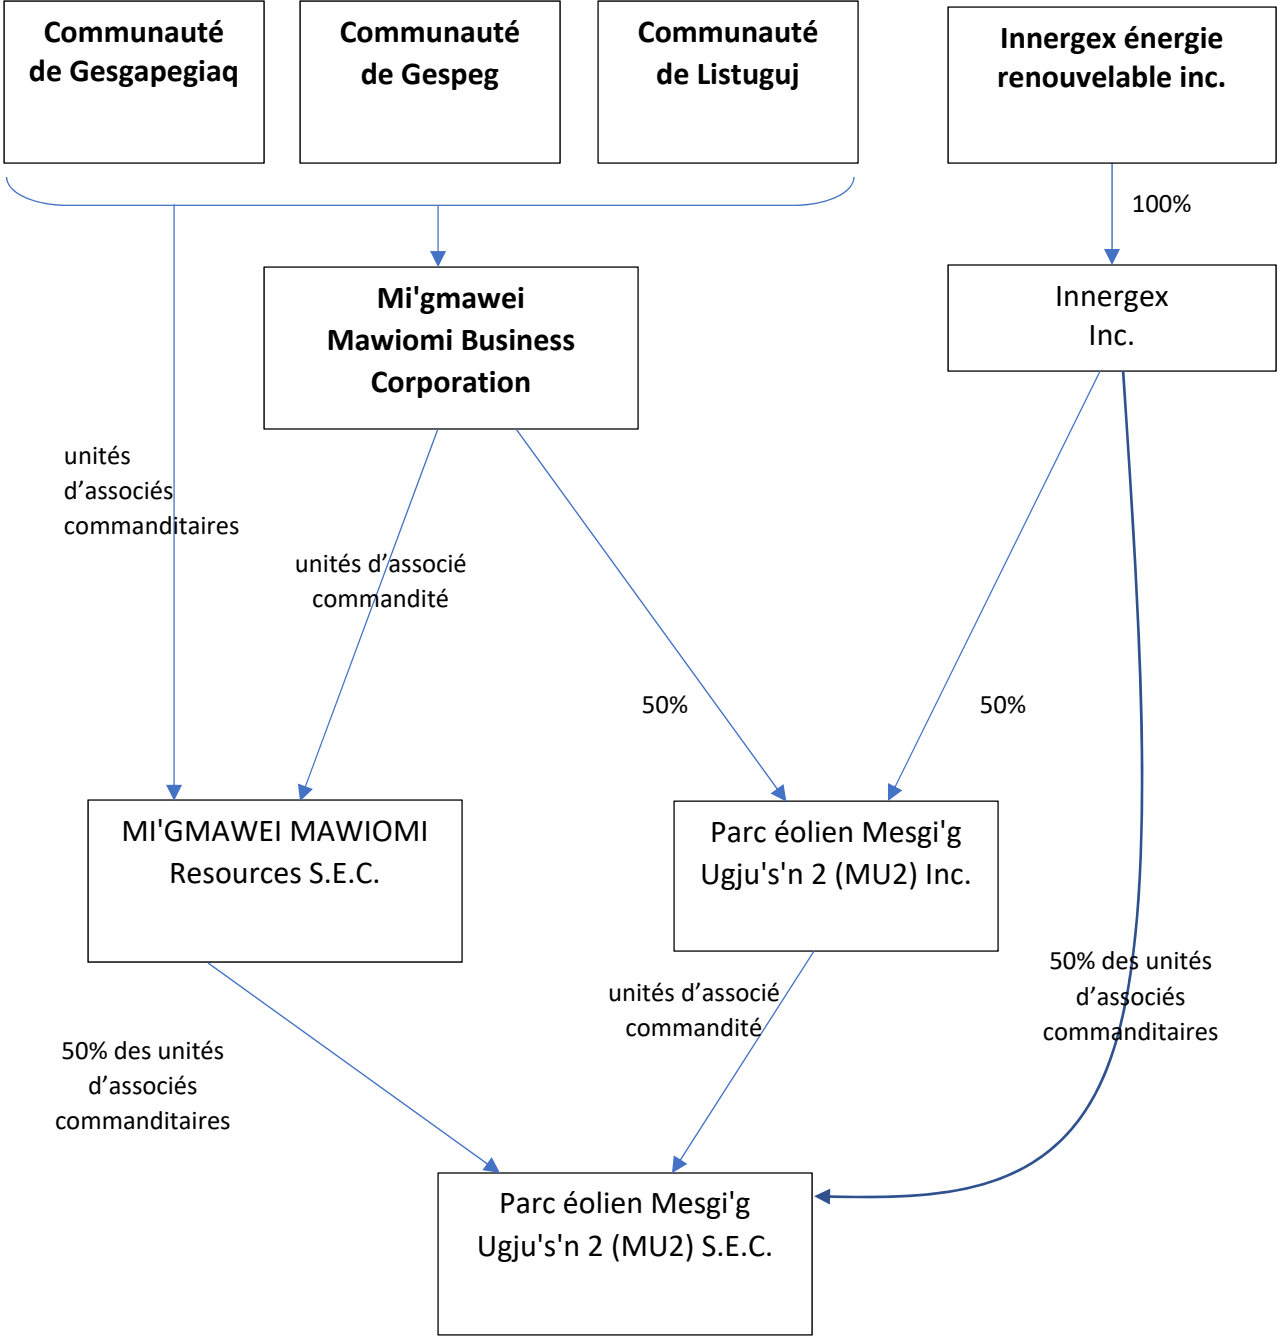 Communauté
de Gesgapegiaq
Communauté
de Gespeg
Communauté
de Listuguj
Innergex énergie
renouvelable inc.
100%
Mi'gmawei
Mawiomi Business
Corporation
Innergex
Inc.
unités
d’associés
commanditaires
unités d’associé
commandité
50%
50%
MI'GMAWEI MAWIOMI
Resources S.E.C.
Parc éolien Mesgi'g
Ugju's'n 2 (MU2) Inc.
50% des unités
d’associés
commanditaires
unités d’associé
commandité
50% des unités
d’associés
commanditaires
Parc éolien Mesgi'g
Ugju's'n 2 (MU2) S.E.C.